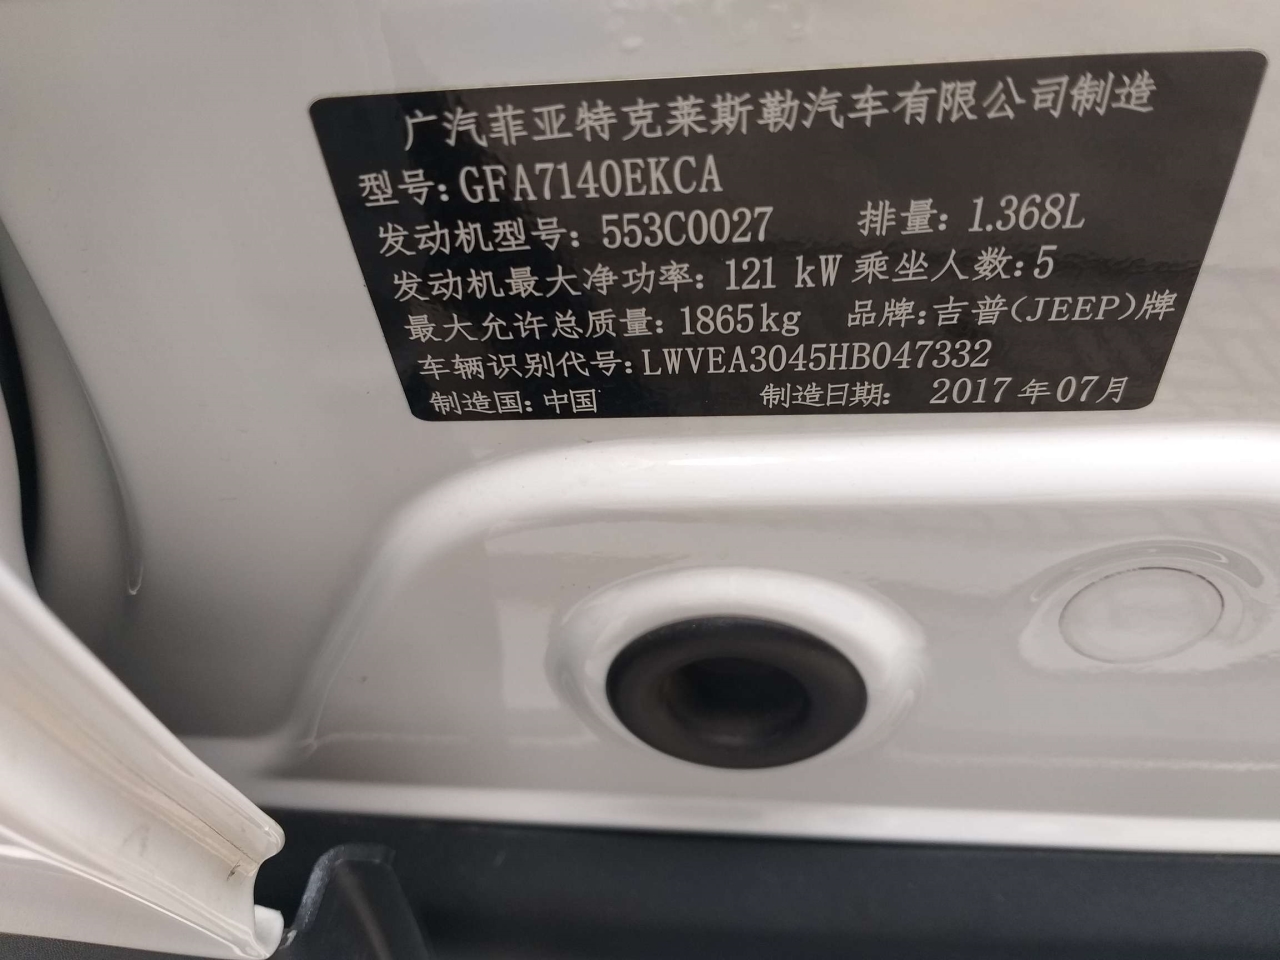 广汽菲亚特克莱斯勒汽车有限公司制造
型号:GFA7140EKCA
发动机型号: 553C0027 排量: 1.368L
发动机最大净功率: 121 kW 乘坐人数:5
最大允许总质量: 1865kg 品牌:吉普(JEEP)牌
车辆识别代号:LWVEA3045HB047332
制造国:中国 制造日期: 2017年07月